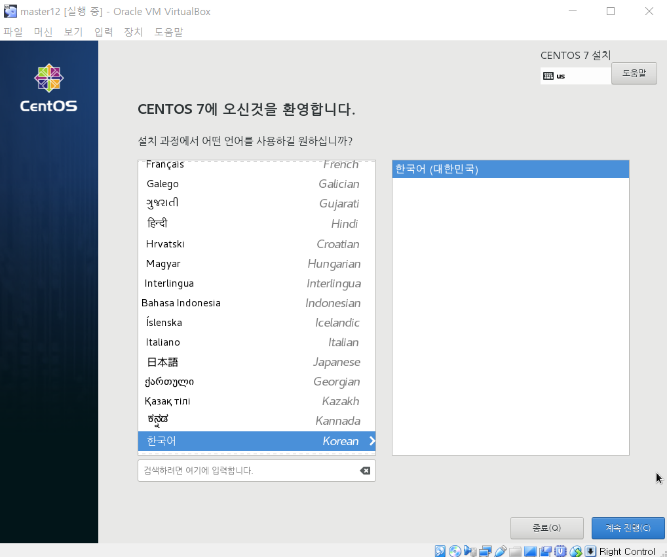 master12 [실행 중] - Oracle VM VirtualBox
파일 머신 보기 입력 장치 도움말
CentOS
CENTOS 7 설치
us
도움말
CENTOS 7에 오신것을 환영합니다.
설치 과정에서 어떤 언어를 사용하길 원하십니까?
Français French
Galego Galician
ગુજરાતી Gujarati
हिन्दी Hindi
Hrvatski Croatian
Magyar Hungarian
Interlingua Interlingua
Bahasa Indonesia Indonesian
Íslenska Icelandic
Italiano Italian
日本語 Japanese
ქართული Georgian
Қазақ тілі Kazakh
ಕನ್ನಡ Kannada
한국어 Korean
한국어 (대한민국)
검색하려면 여기에 입력합니다.
종료(Q)
계속 진행(C)
Right Control